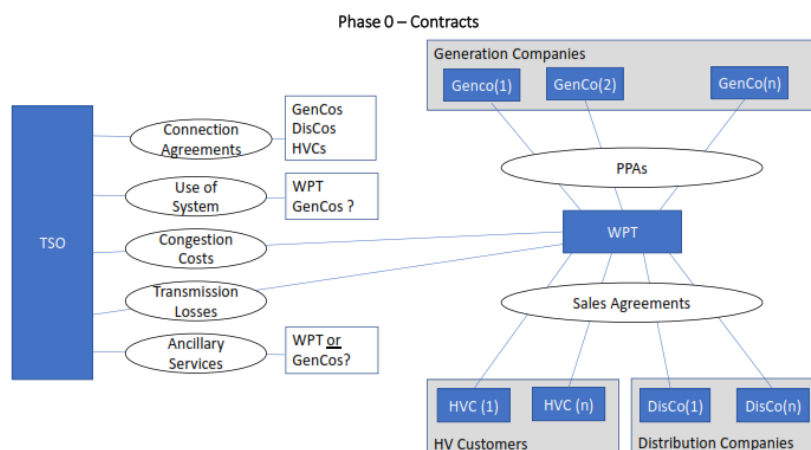 Phase 0 – Contracts
TSO
Connection
Agreements
GenCos
DisCos
HVCs
Use of
System
WPT
GenCos ?
Congestion
Costs
Transmission
Losses
Ancillary
Services
WPT or
GenCos?
Generation Companies
Genco(1)
GenCo(2)
GenCo(n)
PPAs
WPT
Sales Agreements
HVC (1)
HVC (n)
HV Customers
DisCo(1)
DisCo(n)
Distribution Companies